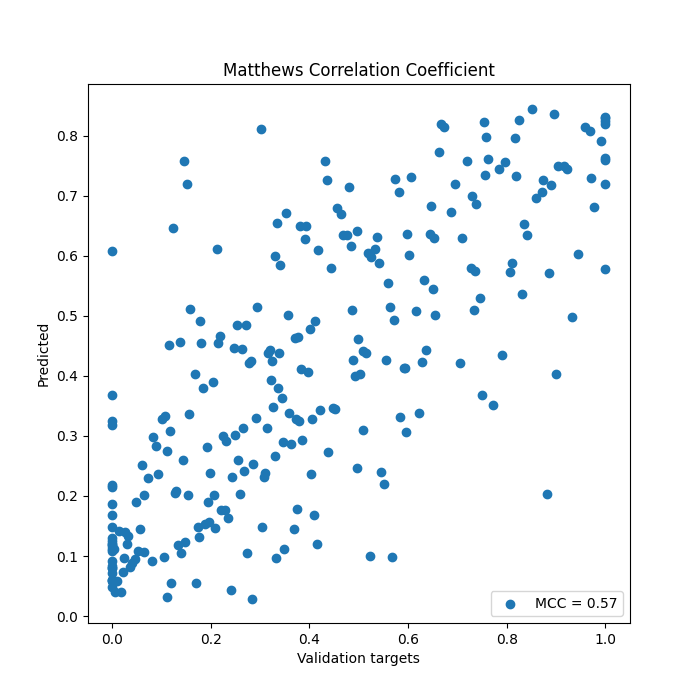 Matthews Correlation Coefficient
Predicted
0.8
0.7
0.6
0.5
0.4
0.3
0.2
0.1
0.0
MCC = 0.57
0.0 0.2 0.4 0.6 0.8 1.0
Validation targets